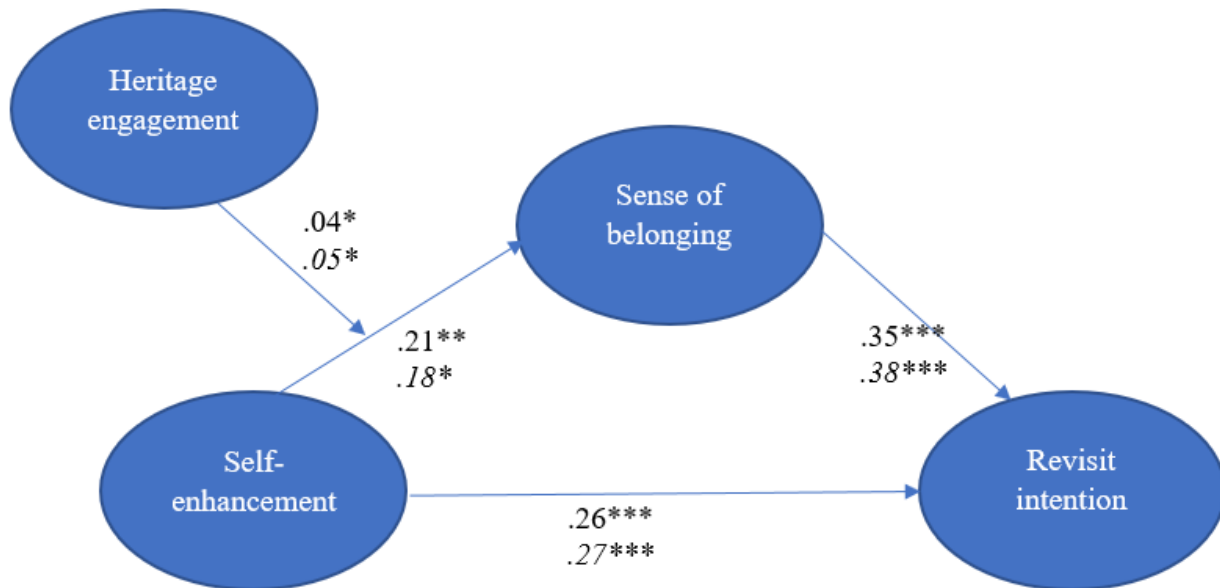 Heritage
engagement
Sense of
belonging
.04*
.05*
.21**
.18*
.35***
.38***
Self-
enhancement
Revisit
intention
.26***
.27***